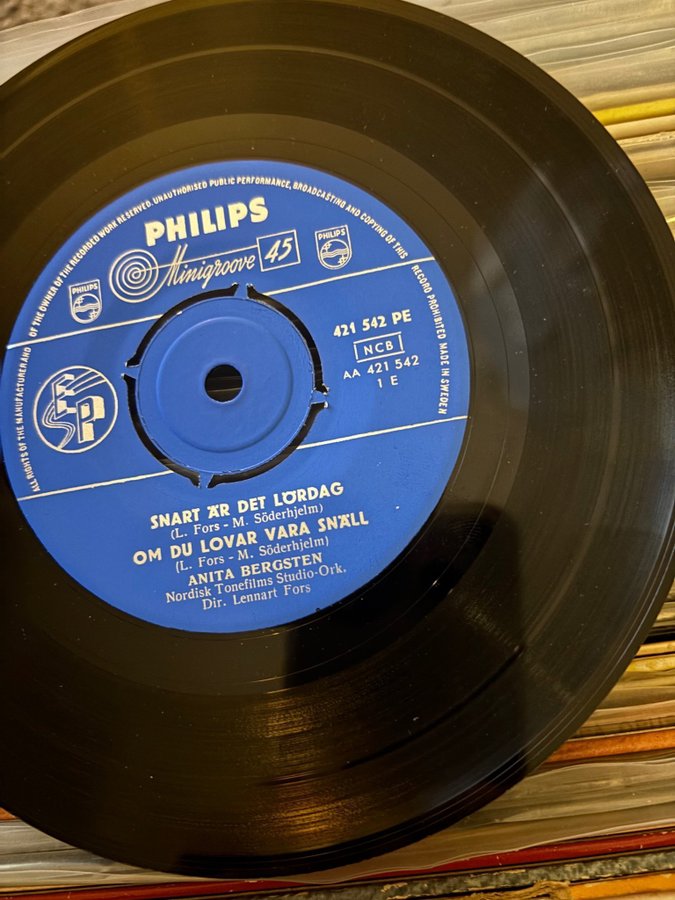 ALL RIGHTS OF THE MANUFACTURER AND OF THE OWNER OF THE RECORDED WORK RESERVED. UNAUTHORISED PUBLIC PERFORMANCE, BROADCASTING AND COPYING OF THIS RECORD PROHIBITED MADE IN SWEDEN
PHILIPS
Minigroove 45
PHILIPS
PHILIPS
421 542 PE
NCB
AA 421 542
1 E
EP
SNART ÄR DET LÖRDAG
(L. Fors - M. Söderhjelm)
OM DU LOVAR VARA SNÄLL
(L. Fors - M. Söderhjelm)
ANITA BERGSTEN
Nordisk Tonefilms Studio-Ork.
Dir. Lennart Fors